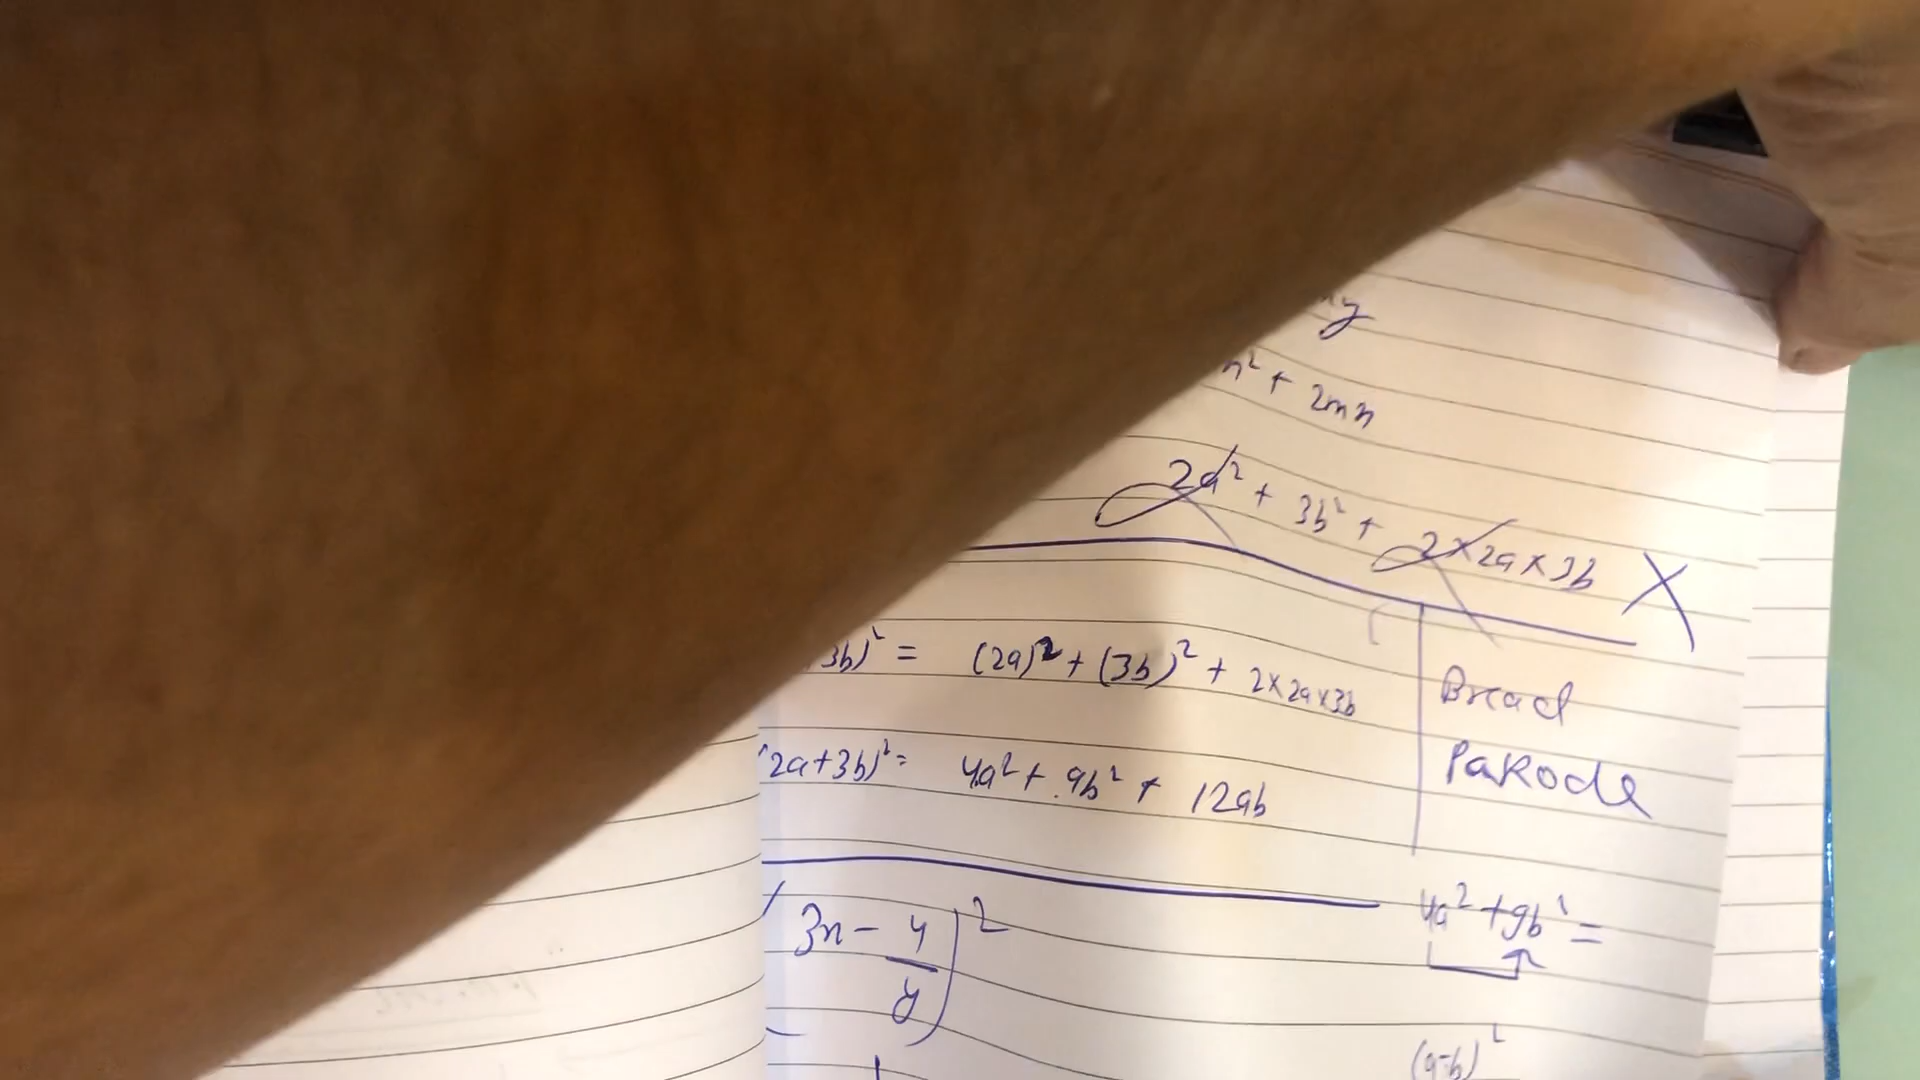 n² + 2mn
2a² + 3b² + 2×2a×3b X
3b)² = (2a)² + (3b)² + 2×2a×3b
2a+3b)² = 4a² + 9b² + 12ab
Bread
Pakode
(3x - 4/y)²
4a² + 9b² =
(a-b)²